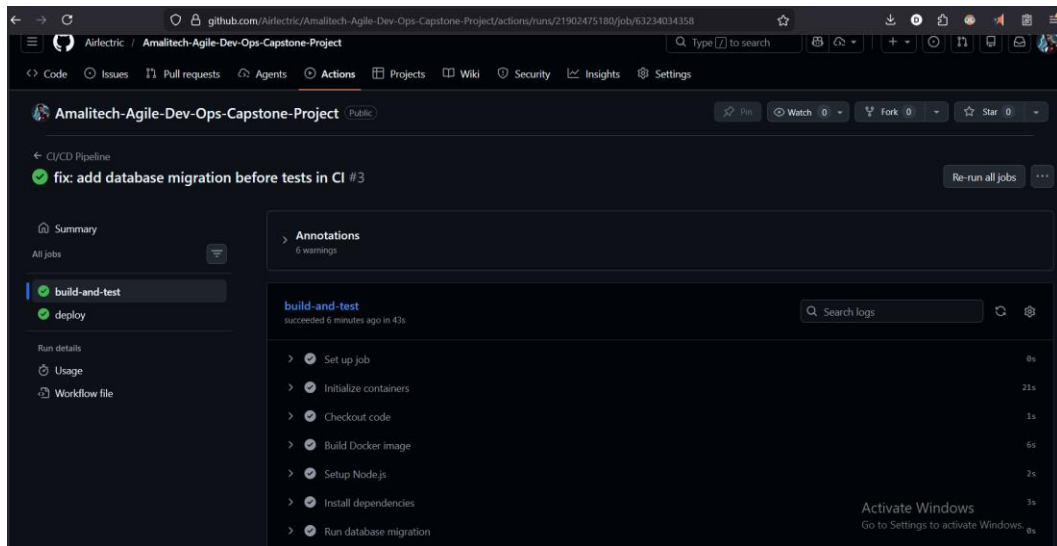 github.com/Airlectric/Amalitech-Agile-Dev-Ops-Capstone-Project/actions/runs/21902475180/job/63234034358
Airlectric / Amalitech-Agile-Dev-Ops-Capstone-Project
Type / to search
<> Code Issues Pull requests Agents Actions Projects Wiki Security Insights Settings
Amalitech-Agile-Dev-Ops-Capstone-Project Public
Pin Watch 0 Fork 0 Star 0
← CI/CD Pipeline
fix: add database migration before tests in CI #3
Re-run all jobs
Summary
All jobs
build-and-test
deploy
Run details
Usage
Workflow file
Annotations
6 warnings
build-and-test
succeeded 6 minutes ago in 43s
Search logs
Set up job 0s
Initialize containers 21s
Checkout code 1s
Build Docker image 6s
Setup Node.js 2s
Install dependencies 3s
Run database migration 0s
Activate Windows
Go to Settings to activate Windows.